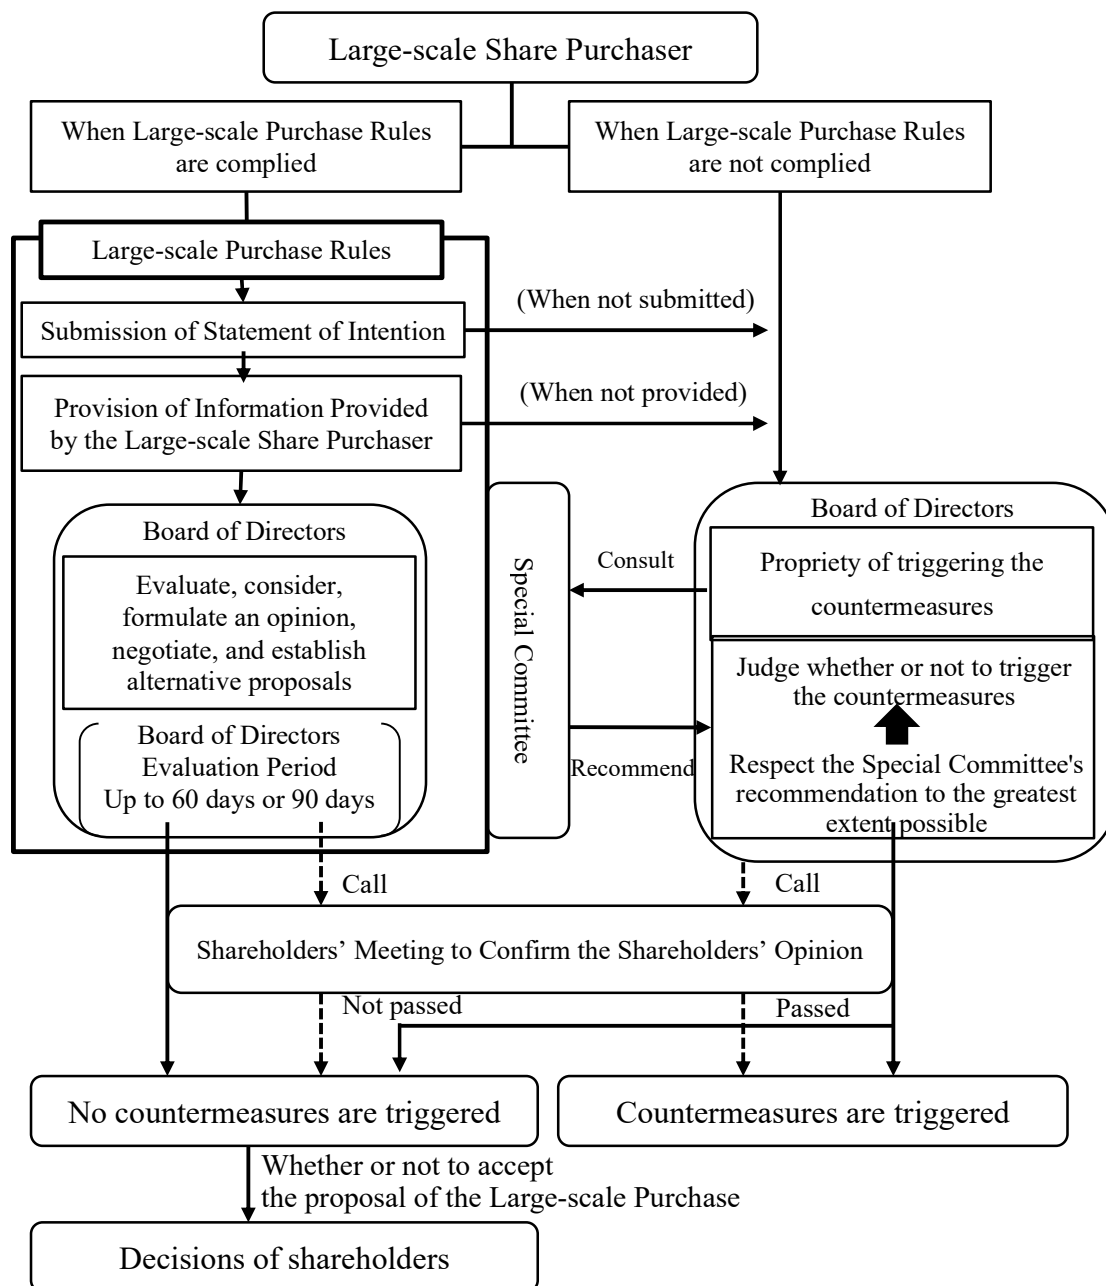 Large-scale Share Purchaser
When Large-scale Purchase Rules
are complied
When Large-scale Purchase Rules
are not complied
Large-scale Purchase Rules
Submission of Statement of Intention
(When not submitted)
Provision of Information Provided
by the Large-scale Share Purchaser
(When not provided)
Board of Directors
Evaluate, consider,
formulate an opinion,
negotiate, and establish
alternative proposals
Board of Directors
Evaluation Period
Up to 60 days or 90 days
Special Committee
Consult
Recommend
Board of Directors
Propriety of triggering the
countermeasures
Judge whether or not to trigger
the countermeasures
Respect the Special Committee's
recommendation to the greatest
extent possible
Call
Call
Shareholders’ Meeting to Confirm the Shareholders’ Opinion
Not passed
Passed
No countermeasures are triggered
Countermeasures are triggered
Whether or not to accept
the proposal of the Large-scale Purchase
Decisions of shareholders